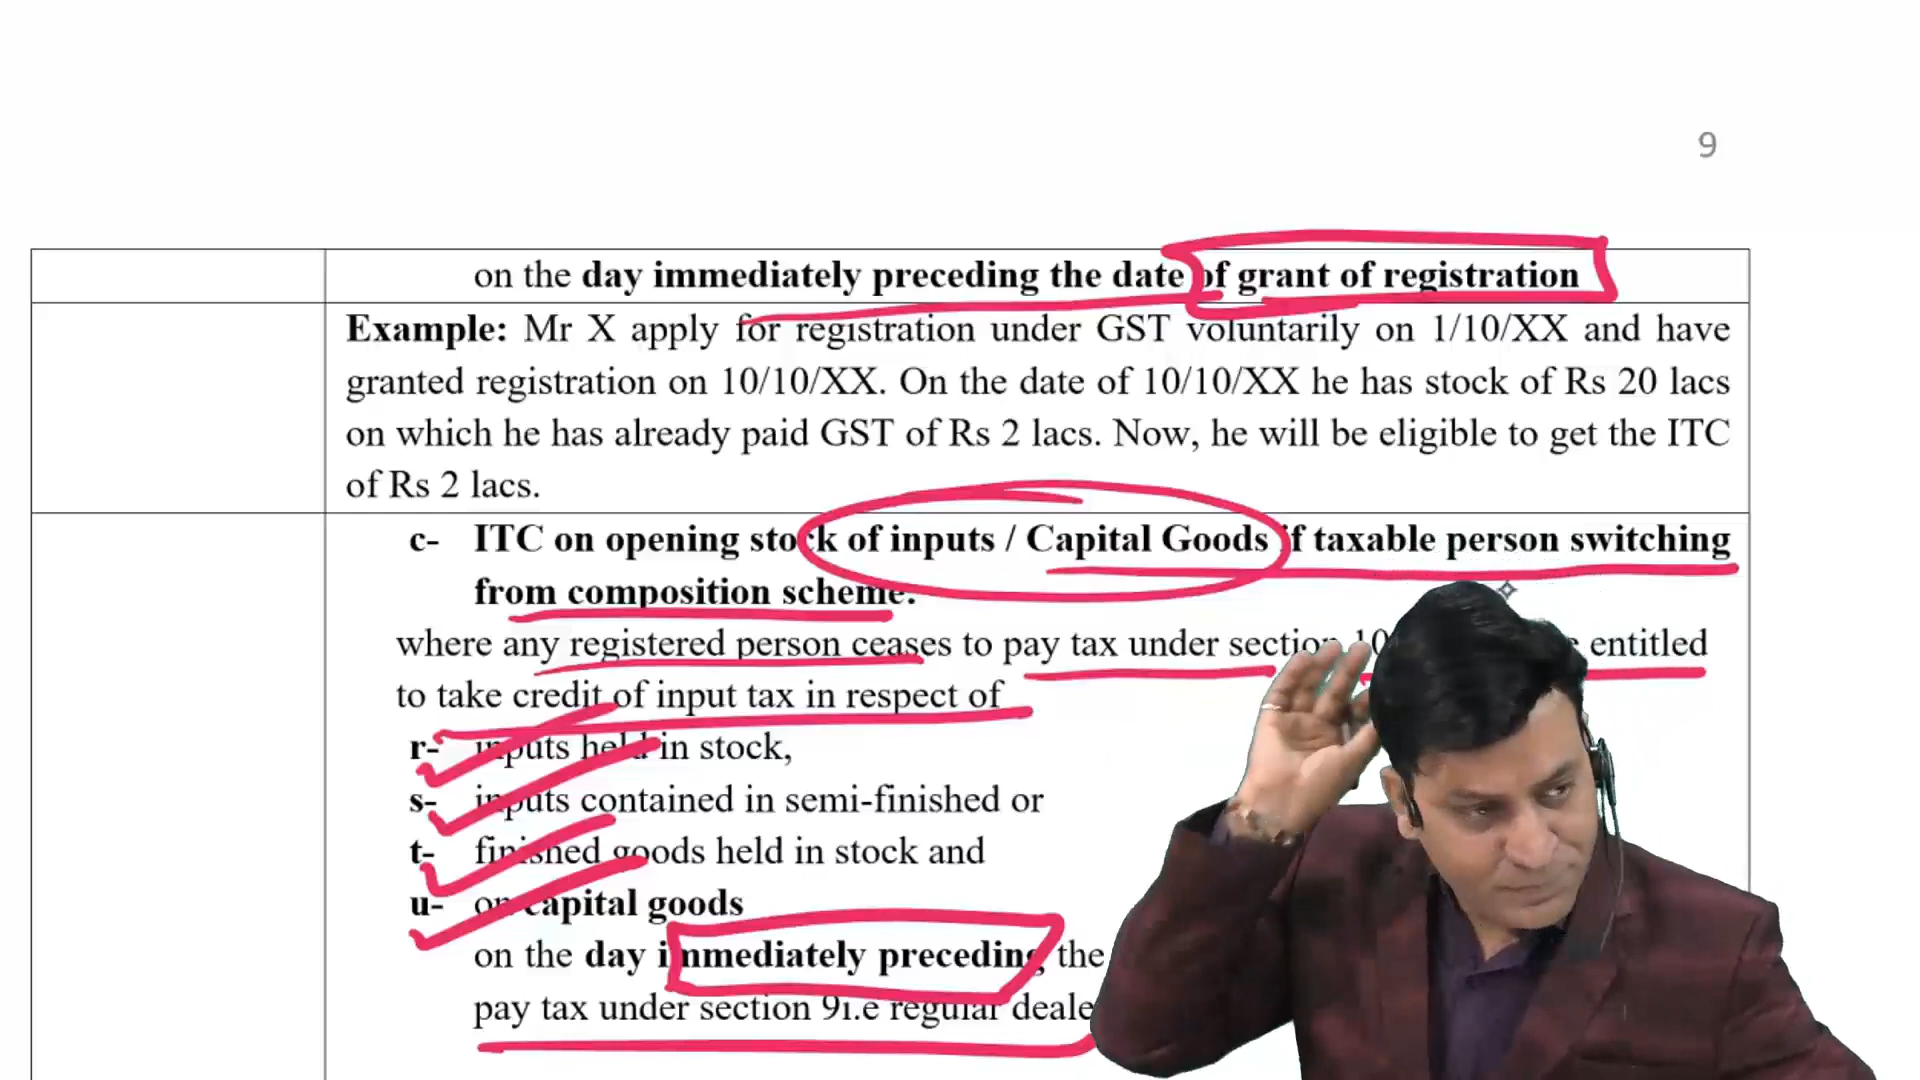 9
on the day immediately preceding the date of grant of registration
Example: Mr X apply for registration under GST voluntarily on 1/10/XX and have
granted registration on 10/10/XX. On the date of 10/10/XX he has stock of Rs 20 lacs
on which he has already paid GST of Rs 2 lacs. Now, he will be eligible to get the ITC
of Rs 2 lacs.
c- ITC on opening stock of inputs / Capital Goods if taxable person switching
from composition scheme.
where any registered person ceases to pay tax under section 10 entitled
to take credit of input tax in respect of
r- inputs held in stock,
s- inputs contained in semi-finished or
t- finished goods held in stock and
u- on capital goods
on the day immediately preceding the
pay tax under section 9i.e regular